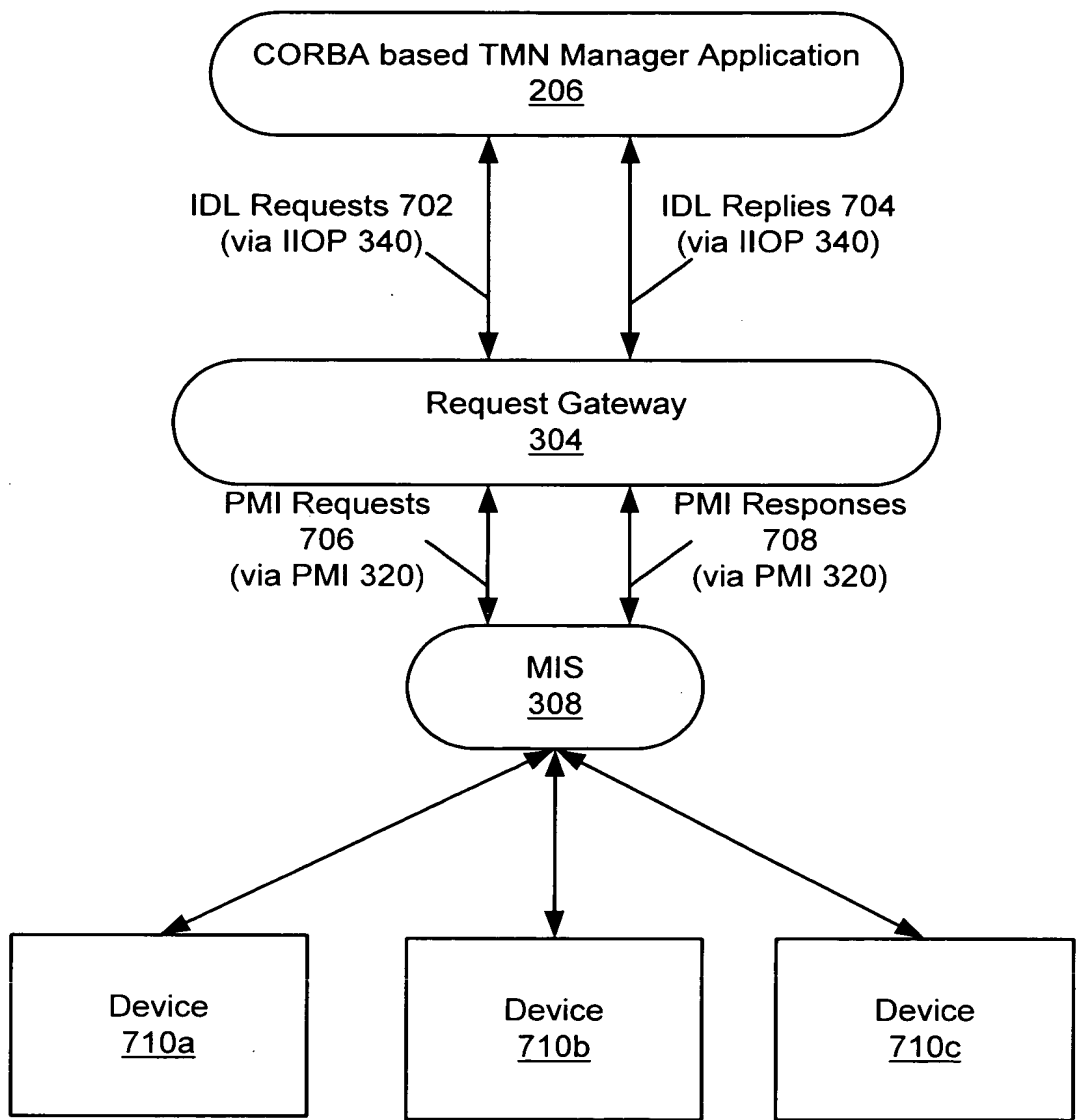 CORBA based TMN Manager Application
206
IDL Requests 702
(via IIOP 340)
IDL Replies 704
(via IIOP 340)
Request Gateway
304
PMI Requests
706
(via PMI 320)
PMI Responses
708
(via PMI 320)
MIS
308
Device
710a
Device
710b
Device
710c